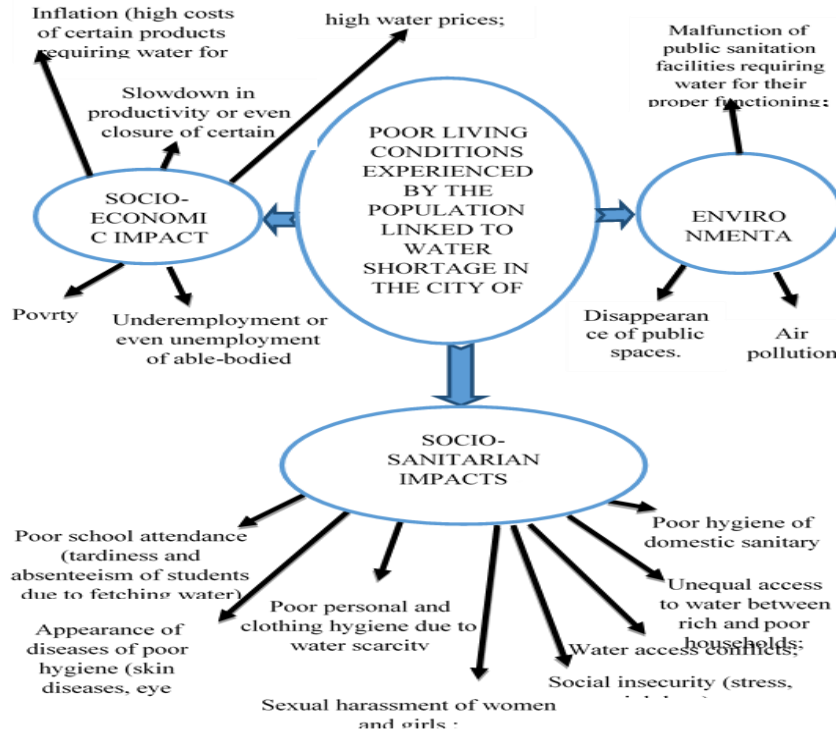 Inflation (high costs
of certain products
requiring water for
high water prices;
Malfunction of
public sanitation
facilities requiring
water for their
proper functioning;
Slowdown in
productivity or even
closure of certain
POOR LIVING
CONDITIONS
EXPERIENCED
BY THE
POPULATION
LINKED TO
WATER
SHORTAGE IN
THE CITY OF
SOCIO-
ECONOMI
C IMPACT
ENVIRO
NMENTA
Povrty
Underemployment or
even unemployment
of able-bodied
Disappearan
ce of public
spaces.
Air
pollution
SOCIO-
SANITARIAN
IMPACTS
Poor school attendance
(tardiness and
absenteeism of students
due to fetching water)
Poor hygiene of
domestic sanitary
Appearance of
diseases of poor
hygiene (skin
diseases, eye
Poor personal and
clothing hygiene due to
water scarcity
Unequal access
to water between
rich and poor
households;
Water access conflicts;
Social insecurity (stress,
Sexual harassment of women
and girls ;